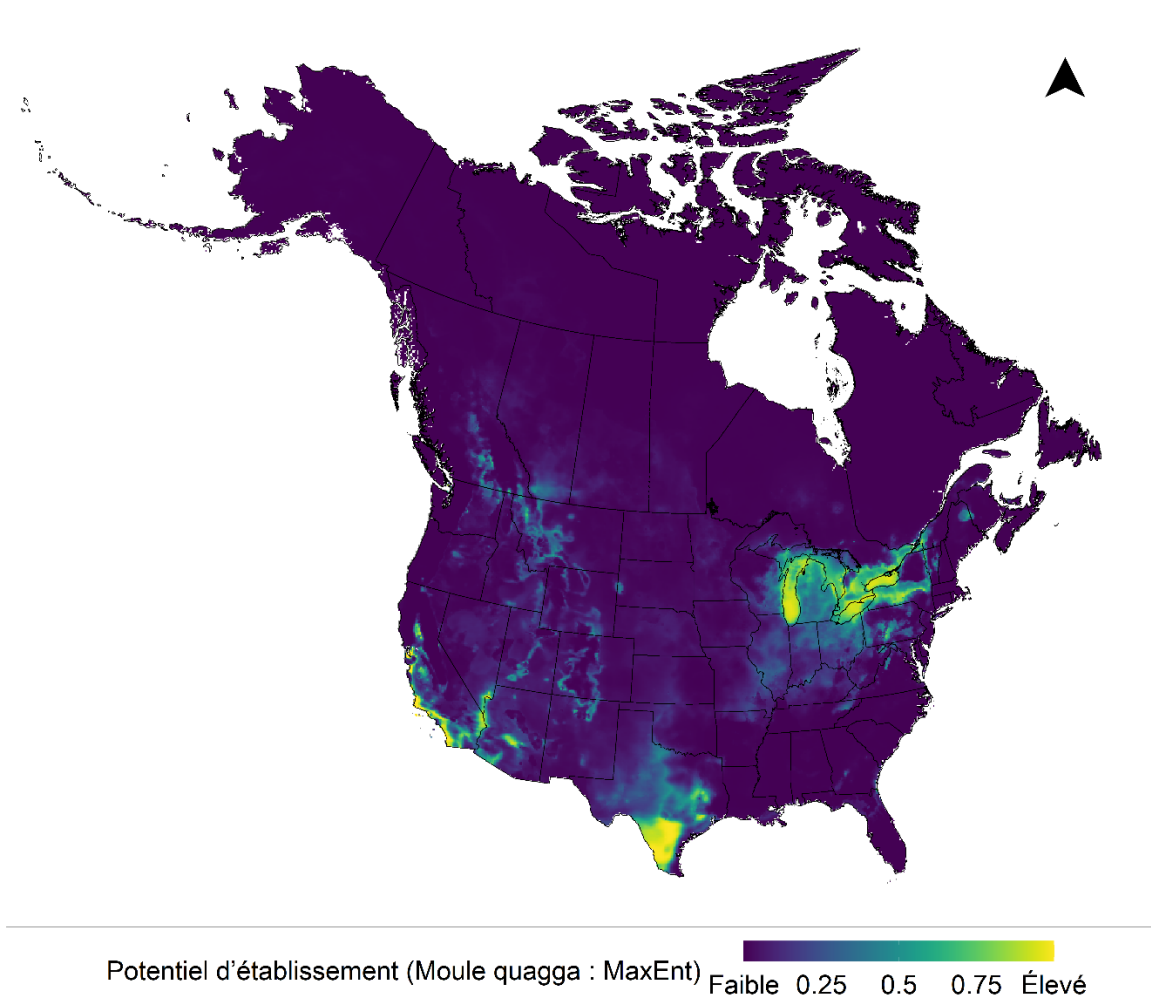 Potentiel d'établissement (Moule quagga : MaxEnt)
Faible 0.25 0.5 0.75 Élevé